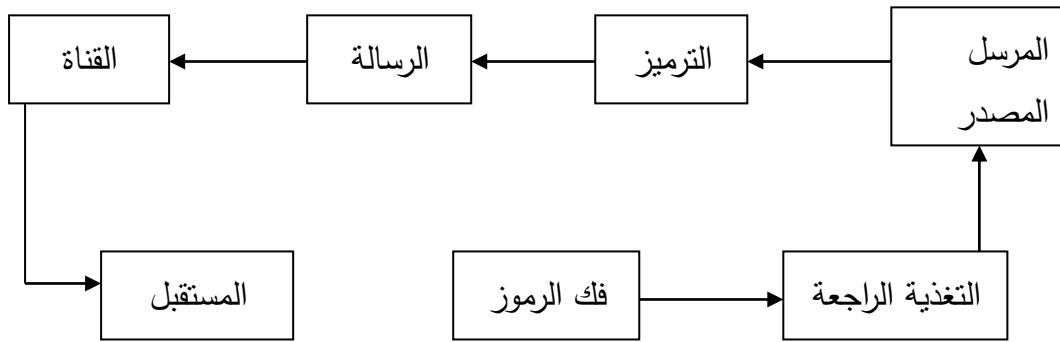 المرسل
المصدر
الترميز
الرسالة
القناة
المستقبل
فك الرموز
التغذية الراجعة